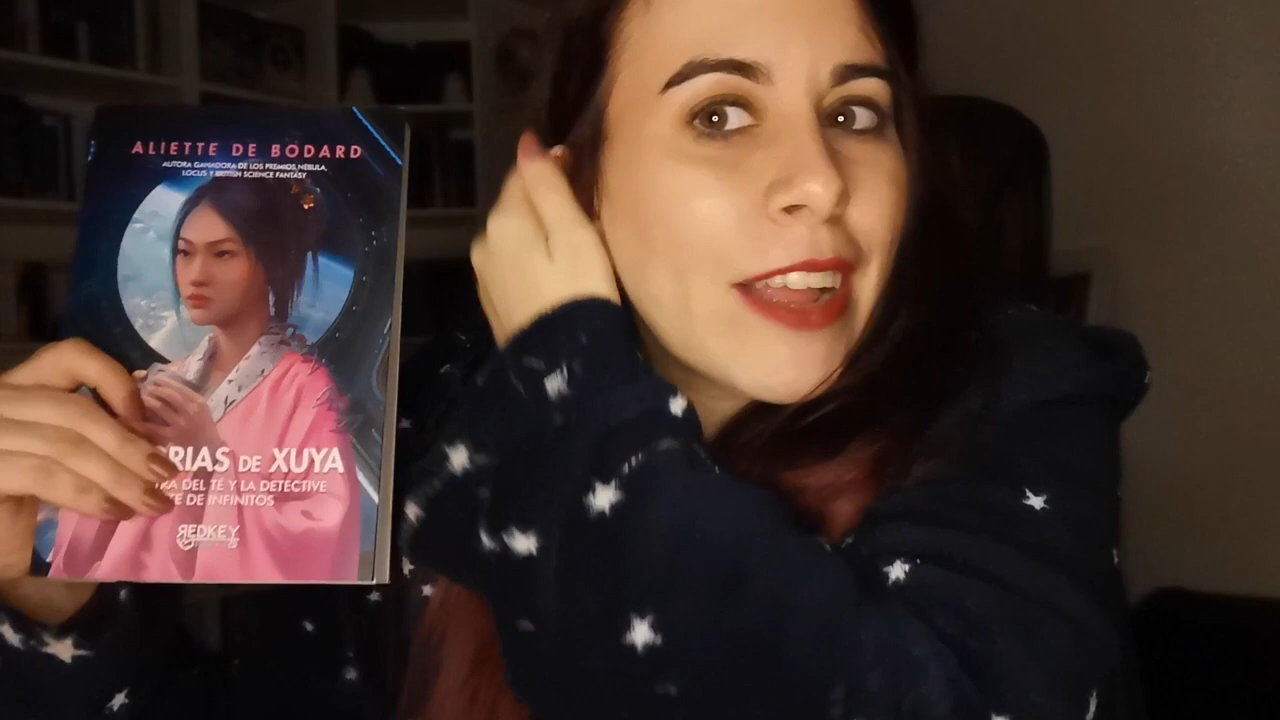 ALIETTE DE BODARD
AUTORA GANADORA DE LOS PREMIOS NEBULA,
LOCUS Y BRITISH SCIENCE FANTASY
DE XUYA
DEL TÉ Y LA DETECTIVE
DE INFINITOS
REDKEY